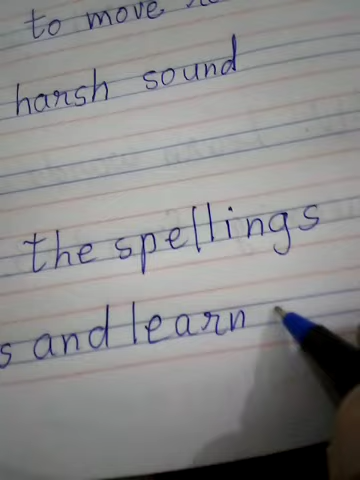 to move
harsh sound
the spellings
s and learn